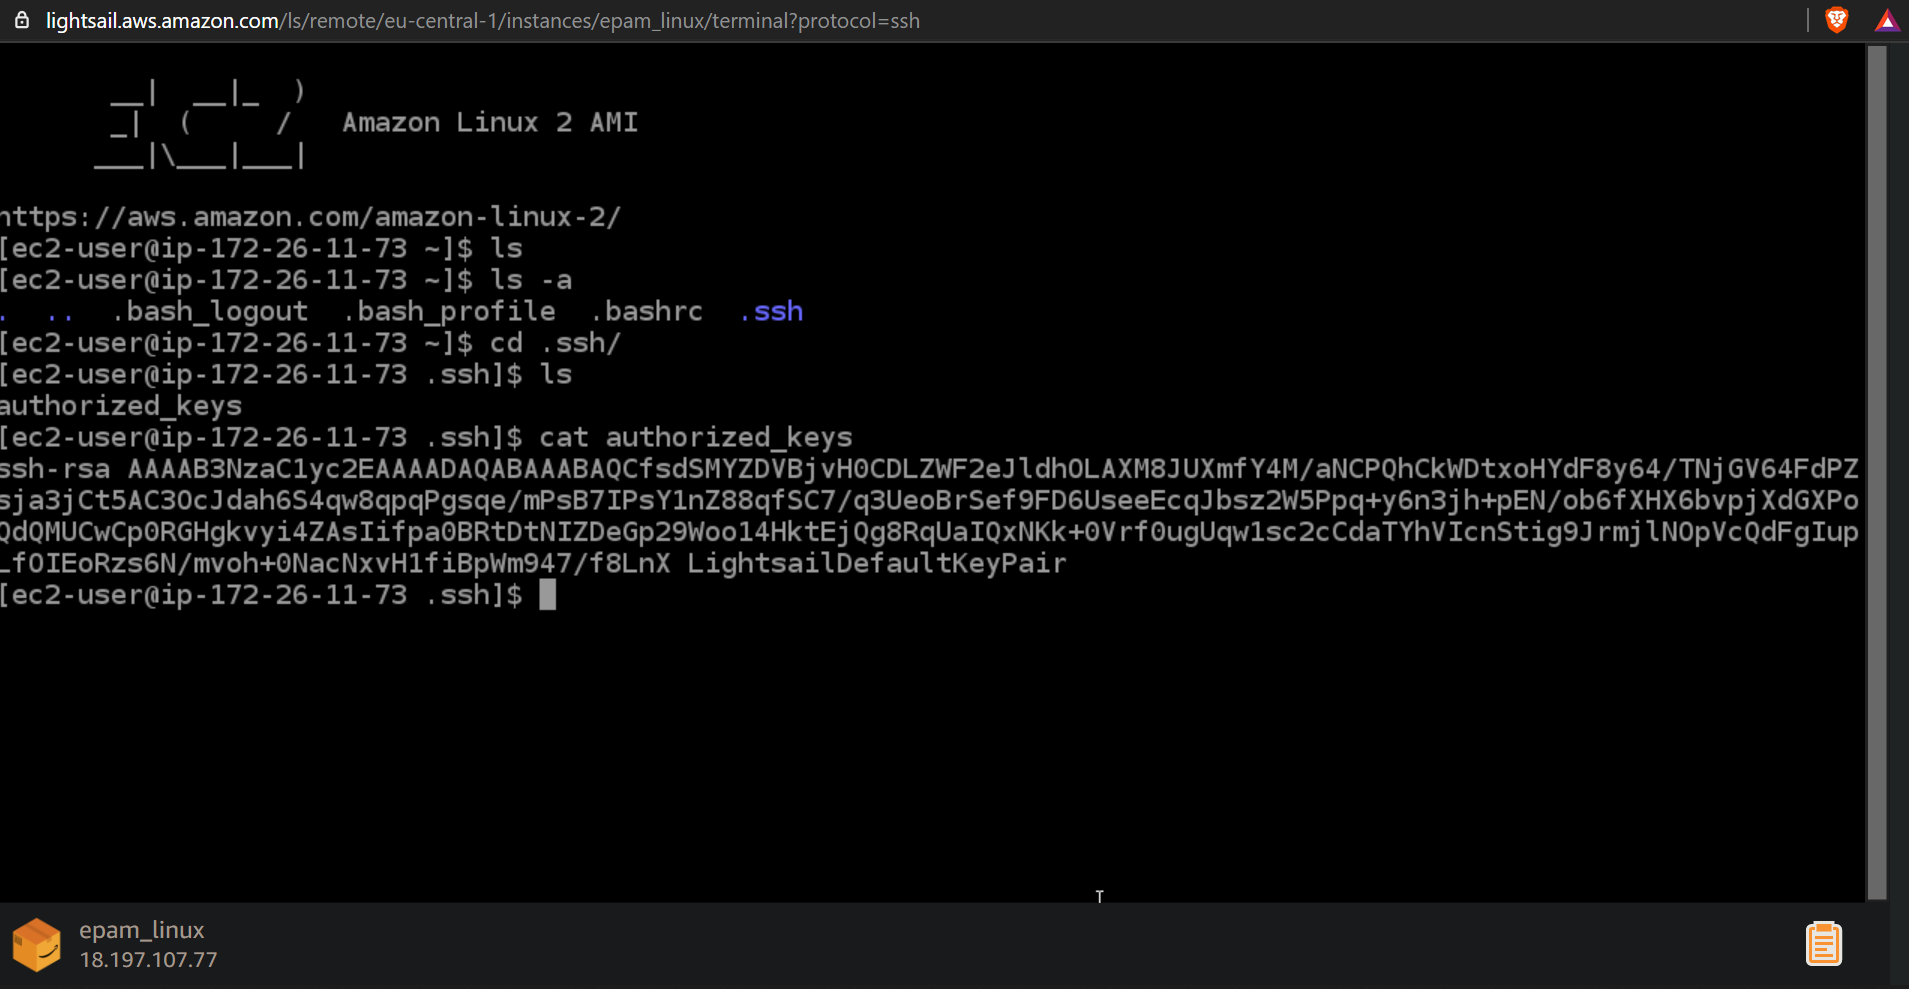 lightsail.aws.amazon.com/ls/remote/eu-central-1/instances/epam_linux/terminal?protocol=ssh
__|  __|_  )
_|  (     /   Amazon Linux 2 AMI
___|\___|___|
https://aws.amazon.com/amazon-linux-2/
[ec2-user@ip-172-26-11-73 ~]$ ls
[ec2-user@ip-172-26-11-73 ~]$ ls -a
.  ..  .bash_logout  .bash_profile  .bashrc  .ssh
[ec2-user@ip-172-26-11-73 ~]$ cd .ssh/
[ec2-user@ip-172-26-11-73 .ssh]$ ls
authorized_keys
[ec2-user@ip-172-26-11-73 .ssh]$ cat authorized_keys
ssh-rsa AAAAB3NzaC1yc2EAAAADAQABAAABAQCfsdSMYZDVBjvH0CDLZWF2eJldhOLAXM8JUXmfY4M/aNCPQhCkWDtxoHYdF8y64/TNjGV64FdPZ
sja3jCt5AC3OcJdah6S4qw8qpqPgsqe/mPsB7IPsY1nZ88qfSC7/q3UeoBrSef9FD6UseeEcqJbsz2W5Ppq+y6n3jh+pEN/ob6fXHX6bvpjXdGXPo
QdQMUCwCp0RGHgkvyi4ZAsIifpa0BRtDtNIZDeGp29Woo14HktEjQg8RqUaIQxNKk+0Vrf0ugUqw1sc2cCdaTYhVIcnStig9JrmjlNOpVcQdFgIup
LfOIEoRzs6N/mvoh+0NacNxvH1fiBpWm947/f8LnX LightsailDefaultKeyPair
[ec2-user@ip-172-26-11-73 .ssh]$
epam_linux
18.197.107.77